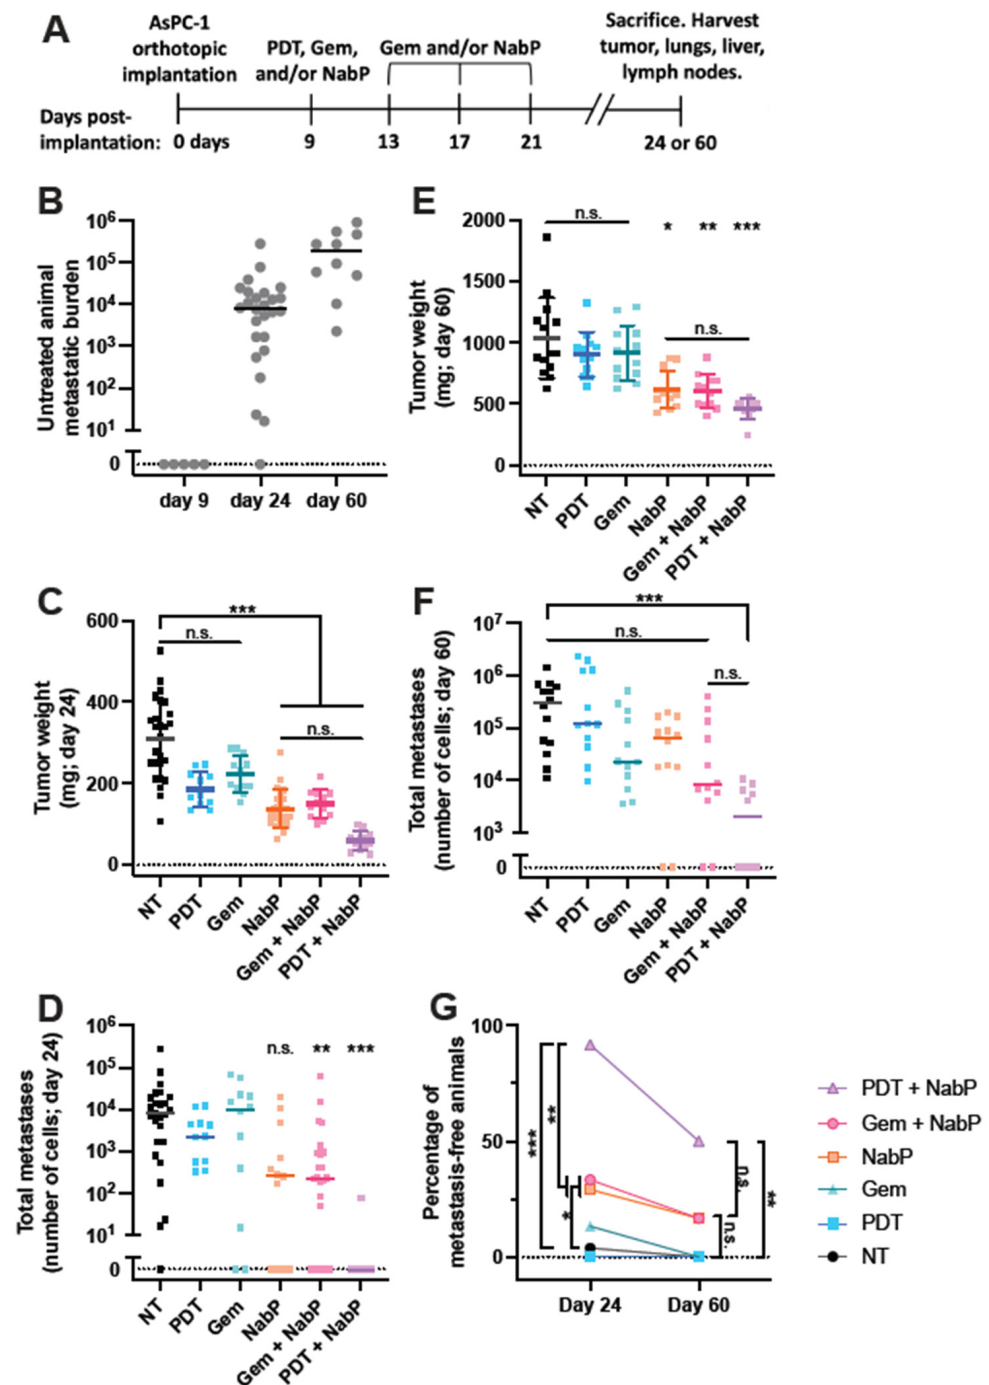 A
AsPC-1
orthotopic
implantation
PDT, Gem,
and/or NabP
Gem and/or NabP
Sacrifice. Harvest
tumor, lungs, liver,
lymph nodes.
Days post-
implantation: 0 days 9 13 17 21 24 or 60
B
Untreated animal
metastatic burden
10⁶
10⁵
10⁴
10³
10²
10¹
0
day 9 day 24 day 60
E
Tumor weight
(mg; day 60)
2000
1500
1000
500
0
n.s.
* ** ***
n.s.
NT PDT Gem NabP Gem + NabP PDT + NabP
C
Tumor weight
(mg; day 24)
600
400
200
0
***
n.s.
n.s.
NT PDT Gem NabP Gem + NabP PDT + NabP
F
Total metastases
(number of cells; day 60)
10⁷
10⁶
10⁵
10⁴
10³
0
***
n.s.
n.s.
NT PDT Gem NabP Gem + NabP PDT + NabP
D
Total metastases
(number of cells; day 24)
10⁶
10⁵
10⁴
10³
10²
10¹
0
n.s. ** ***
NT PDT Gem NabP Gem + NabP PDT + NabP
G
Percentage of
metastasis-free animals
100
50
0
***
**
*
n.s.
n.s.
**
Day 24 Day 60
PDT + NabP
Gem + NabP
NabP
Gem
PDT
NT